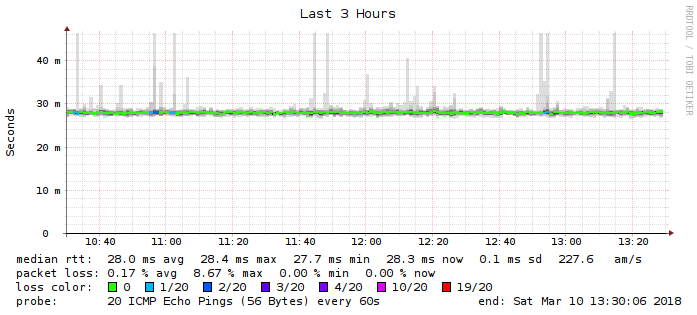 Last 3 Hours
RRDTOOL / TOBI OETIKER
Seconds
40 m
30 m
20 m
10 m
0
10:40 11:00 11:20 11:40 12:00 12:20 12:40 13:00 13:20
median rtt: 28.0 ms avg 28.4 ms max 27.7 ms min 28.3 ms now 0.1 ms sd 227.6 am/s
packet loss: 0.17 % avg 8.67 % max 0.00 % min 0.00 % now
loss color: 0 1/20 2/20 3/20 4/20 10/20 19/20
probe: 20 ICMP Echo Pings (56 Bytes) every 60s end: Sat Mar 10 13:30:06 2018